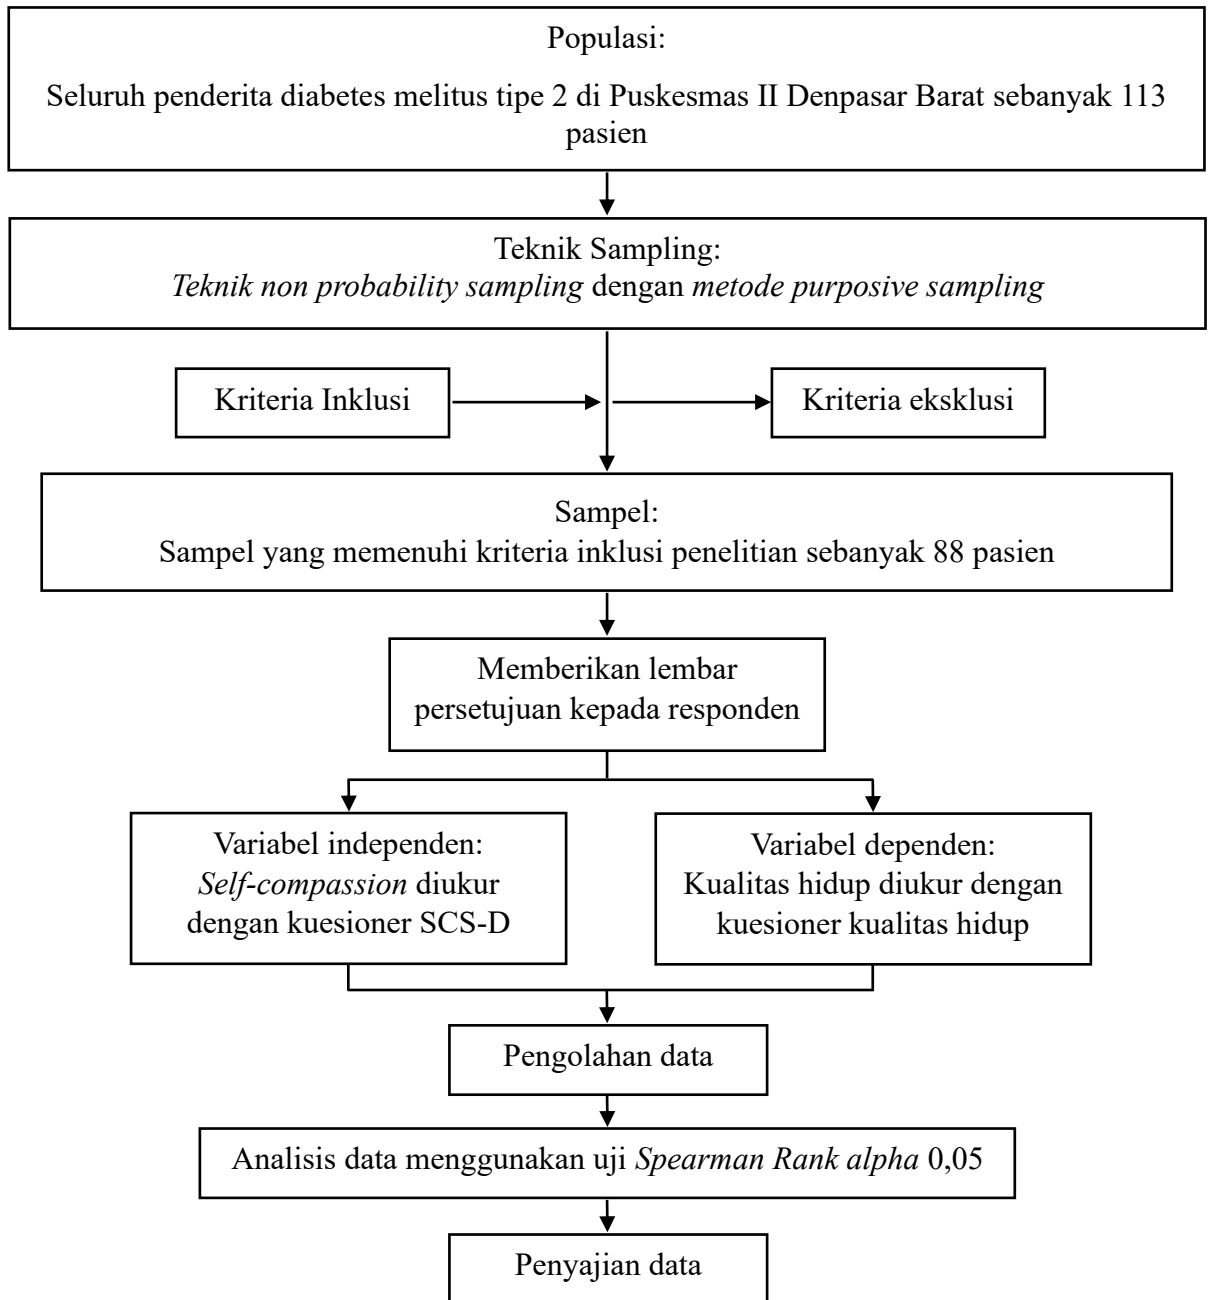 Populasi:
Seluruh penderita diabetes melitus tipe 2 di Puskesmas II Denpasar Barat sebanyak 113
pasien
Teknik Sampling:
Teknik non probability sampling dengan metode purposive sampling
Kriteria Inklusi
Kriteria eksklusi
Sampel:
Sampel yang memenuhi kriteria inklusi penelitian sebanyak 88 pasien
Memberikan lembar
persetujuan kepada responden
Variabel independen:
Self-compassion diukur
dengan kuesioner SCS-D
Variabel dependen:
Kualitas hidup diukur dengan
kuesioner kualitas hidup
Pengolahan data
Analisis data menggunakan uji Spearman Rank alpha 0,05
Penyajian data